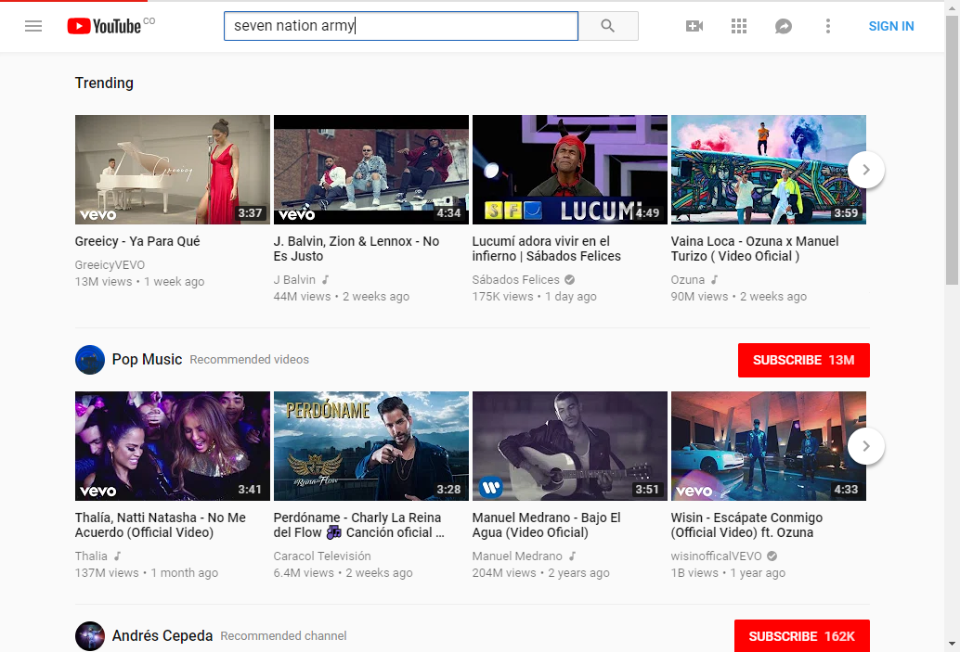 YouTube CO
seven nation army
SIGN IN
Trending
Greeicy
vevo
3:37
vevo
4:34
SFC LUCUMÍ
4:49
3:59
Greeicy - Ya Para Qué
J. Balvin, Zion & Lennox - No
Es Justo
Lucumí adora vivir en el
infierno | Sábados Felices
Vaina Loca - Ozuna x Manuel
Turizo ( Video Oficial )
GreeicyVEVO
13M views • 1 week ago
J Balvin
44M views • 2 weeks ago
Sábados Felices
175K views • 1 day ago
Ozuna
90M views • 2 weeks ago
Pop Music Recommended videos
SUBSCRIBE 13M
vevo
3:41
PERDÓNAME
3:28
3:51
vevo
4:33
Thalía, Natti Natasha - No Me
Acuerdo (Official Video)
Perdóname - Charly La Reina
del Flow 🎶 Canción oficial ...
Manuel Medrano - Bajo El
Agua (Video Oficial)
Wisin - Escápate Conmigo
(Official Video) ft. Ozuna
Thalia
137M views • 1 month ago
Caracol Televisión
6.4M views • 2 weeks ago
Manuel Medrano
204M views • 2 years ago
wisinofficalVEVO
1B views • 1 year ago
Andrés Cepeda Recommended channel
SUBSCRIBE 162K